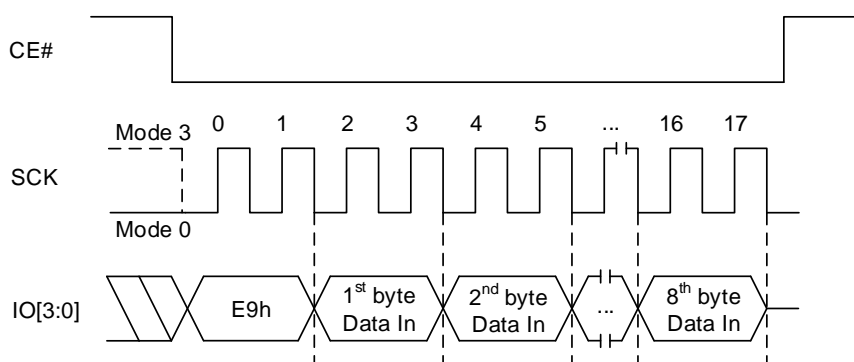 CE#
0 1 2 3 4 5 ... 16 17
Mode 3
SCK
Mode 0
IO[3:0]
E9h
1st byte
Data In
2nd byte
Data In
...
8th byte
Data In